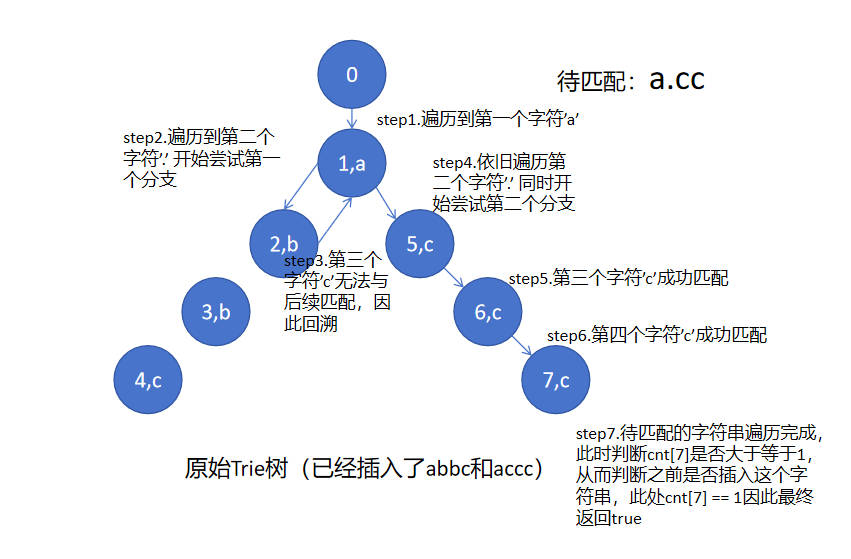 0
待匹配：a.cc
step1.遍历到第一个字符'a'
step2.遍历到第二个
字符'.' 开始尝试第一
个分支
1,a
step4.依旧遍历第
二个字符'.' 同时开
始尝试第二个分支
2,b
5,c
step3.第三个
字符'c'无法与
后续匹配，因
此回溯
step5.第三个字符'c'成功匹配
3,b
6,c
step6.第四个字符'c'成功匹配
4,c
7,c
step7.待匹配的字符串遍历完成，
此时判断cnt[7]是否大于等于1，
从而判断之前是否插入这个字
符串，此处cnt[7] == 1因此最终
返回true
原始Trie树（已经插入了abbc和accc）